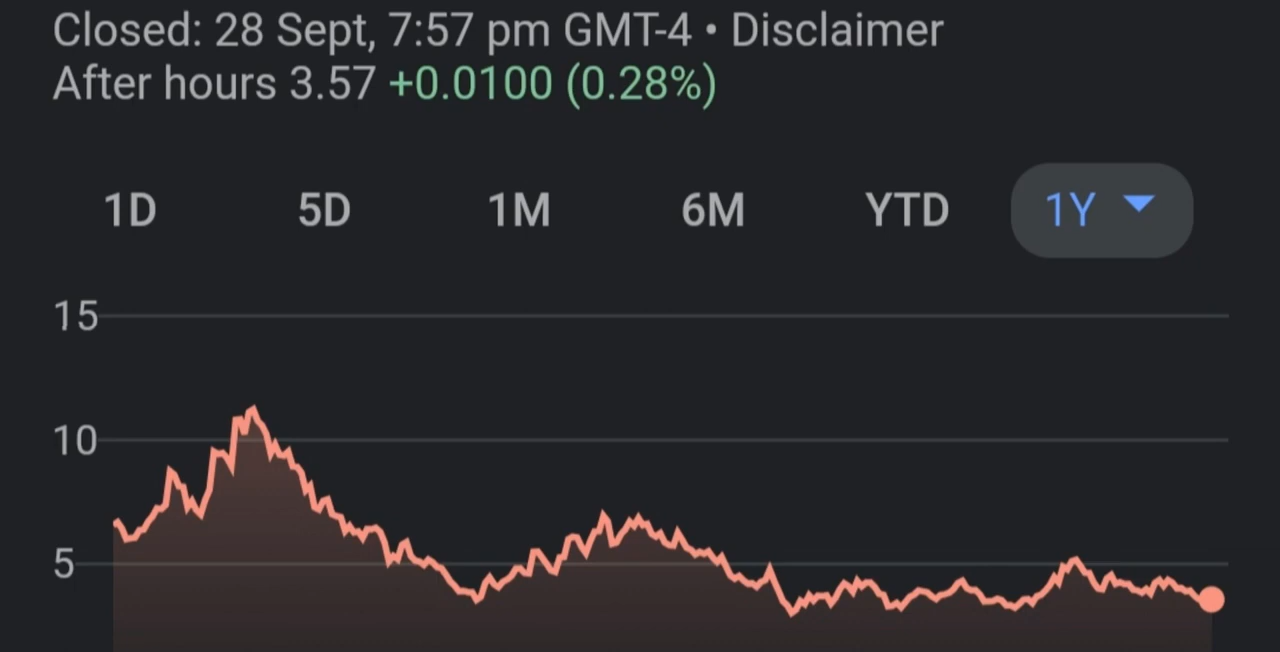 Closed: 28 Sept, 7:57 pm GMT-4 • Disclaimer
After hours 3.57 +0.0100 (0.28%)
1D 5D 1M 6M YTD 1Y
15
10
5